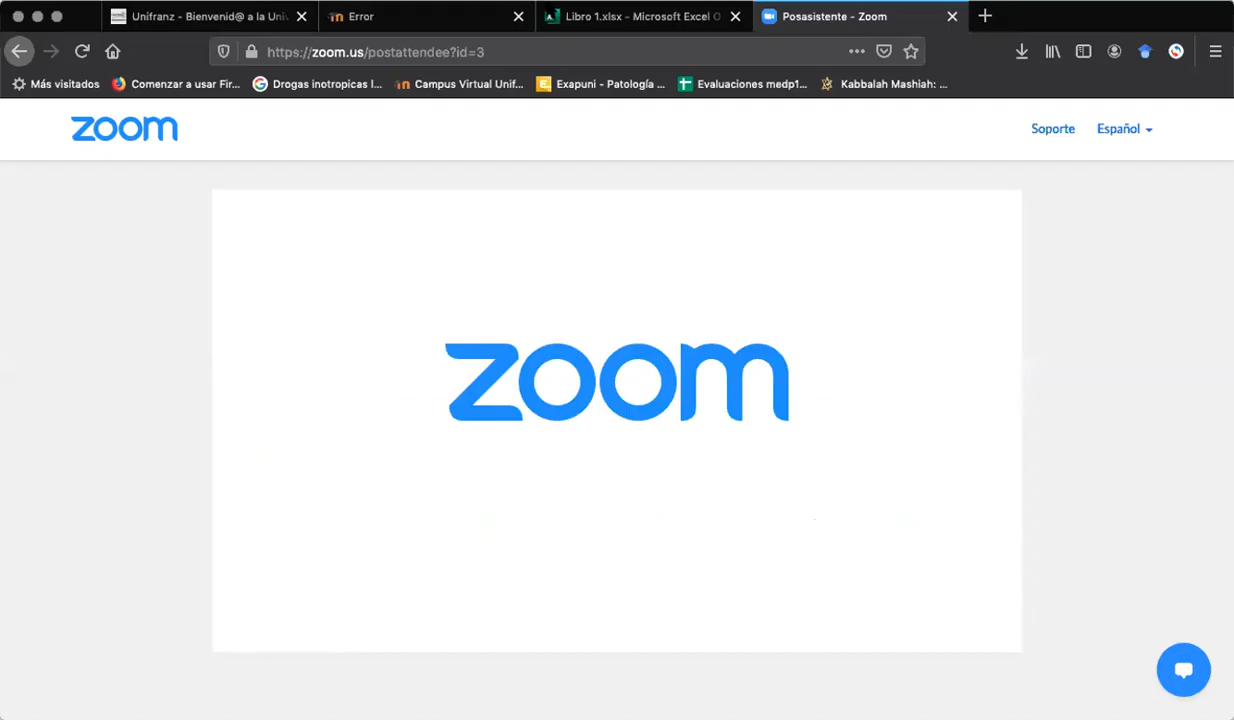 Unifranz - Bienvenid@ a la Univ
Error
Libro 1.xlsx - Microsoft Excel O
Posasistente - Zoom
https://zoom.us/postattendee?id=3
Más visitados
Comenzar a usar Fir...
Drogas inotropicas l...
Campus Virtual Unif...
Exapuni - Patología ...
Evaluaciones medp1...
Kabbalah Mashiah: ...
zoom
Soporte
Español
zoom